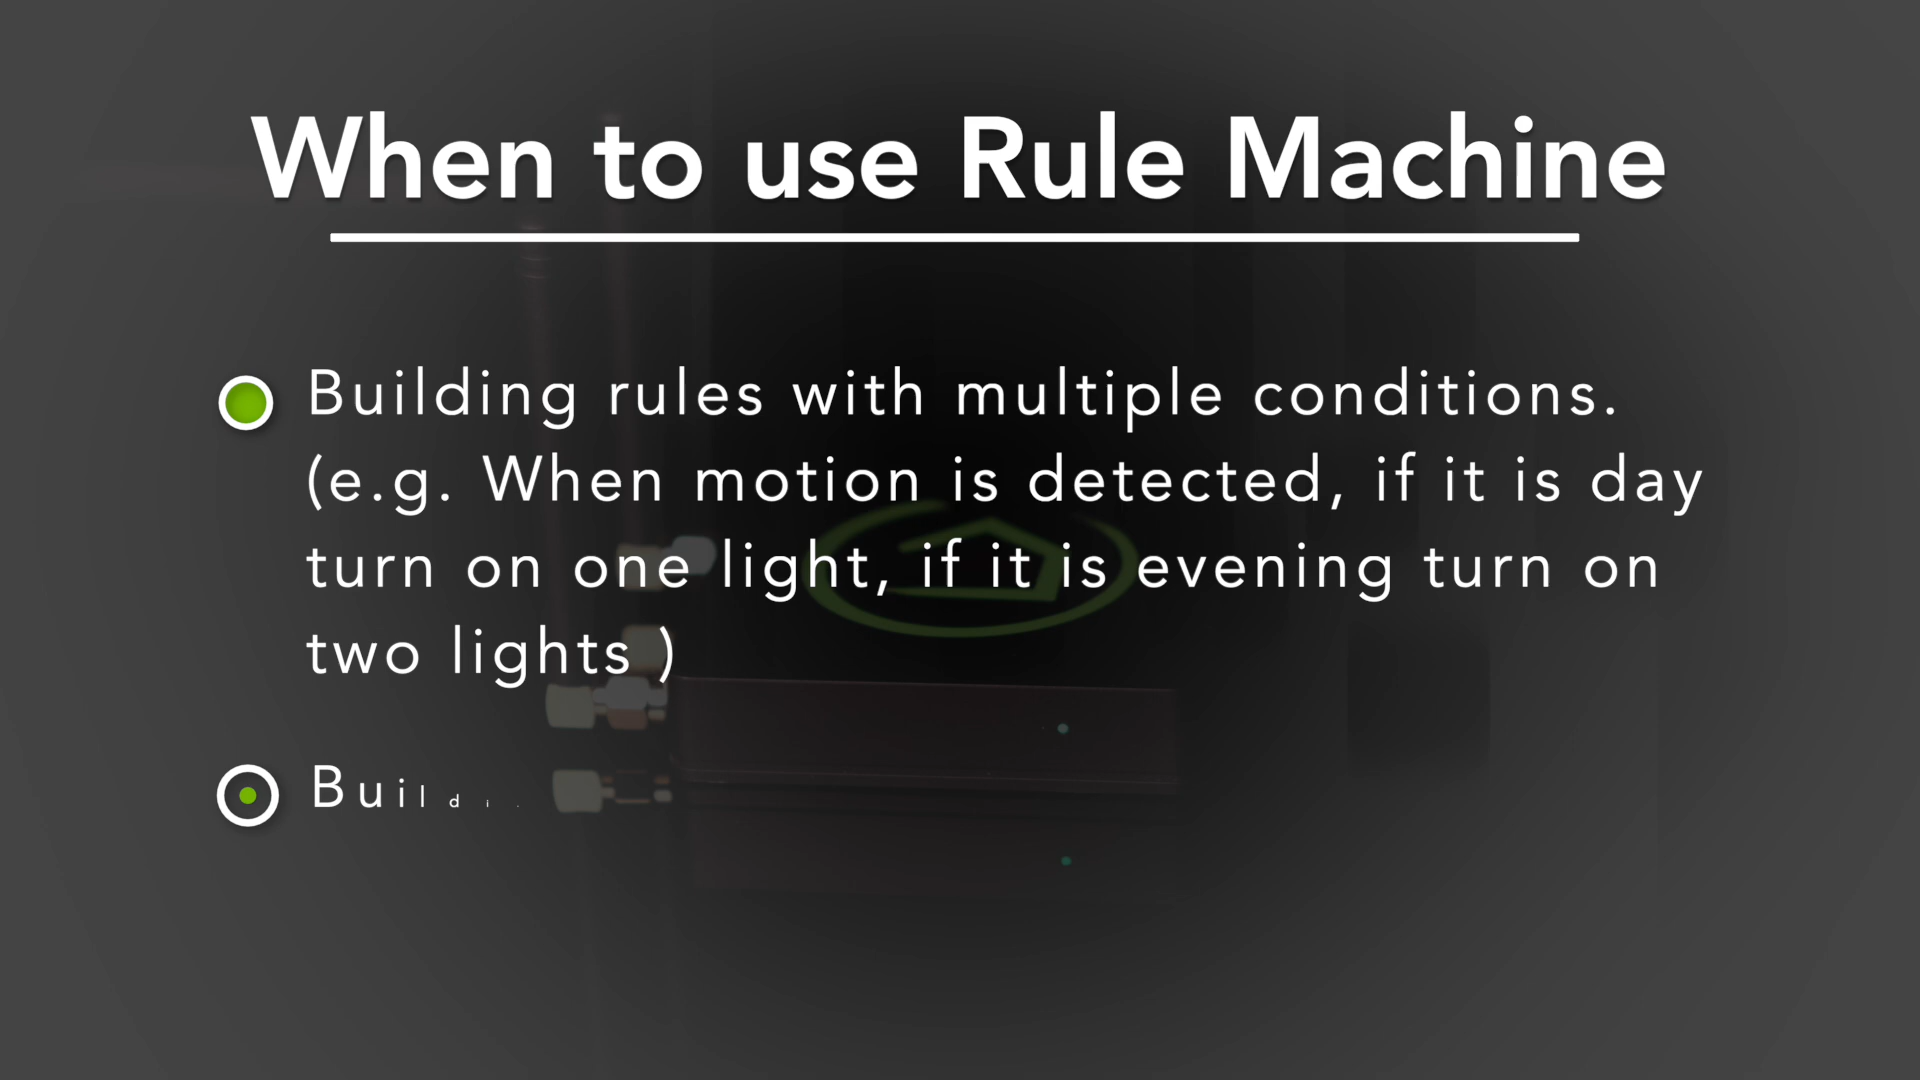 When to use Rule Machine
Building rules with multiple conditions.
(e.g. When motion is detected, if it is day
turn on one light, if it is evening turn on
two lights )
Buildi